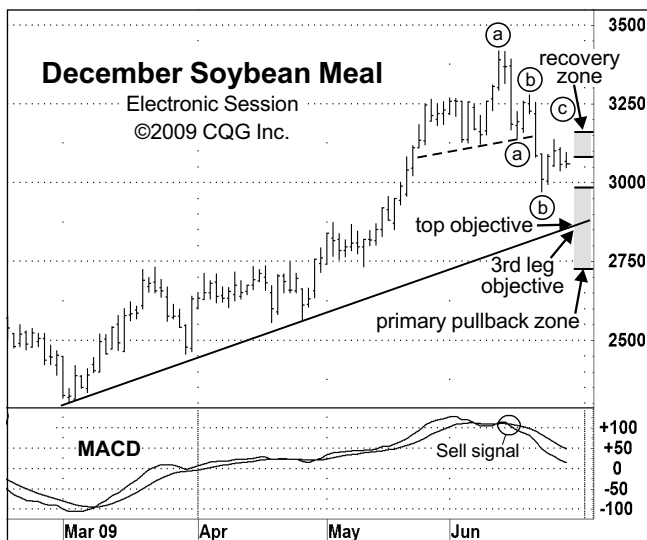 December Soybean Meal
Electronic Session
©2009 CQG Inc.
a
b
recovery
zone
c
a
b
top objective
3rd leg
objective
primary pullback zone
3500
3250
3000
2750
2500
MACD
Sell signal
+100
+50
0
-50
-100
Mar 09
Apr
May
Jun